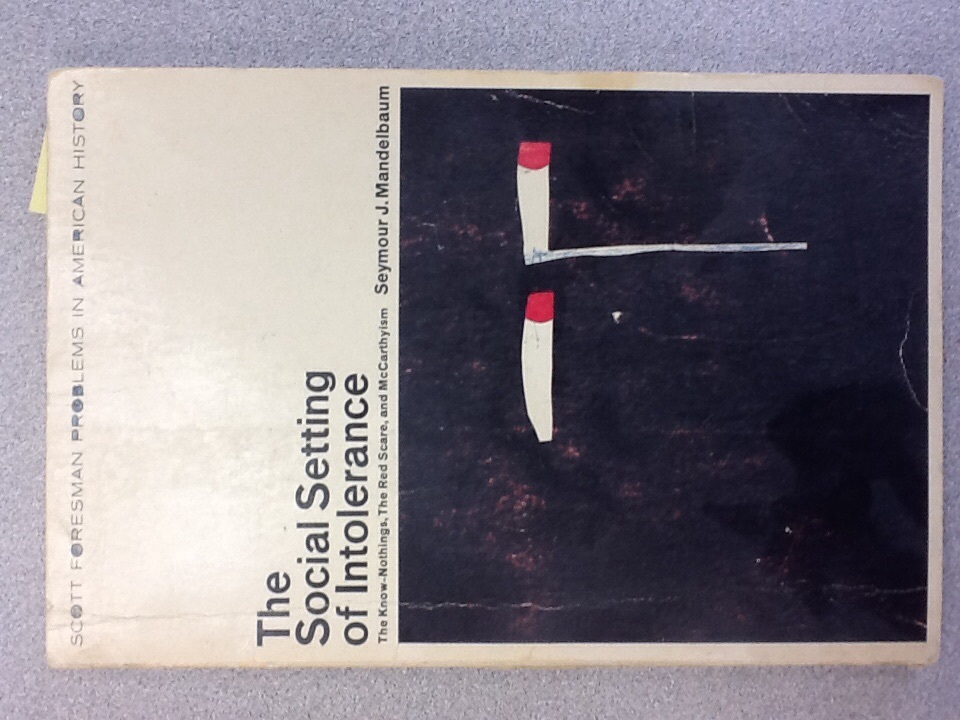 SCOTT FORESMAN PROBLEMS IN AMERICAN HISTORY
The
Social Setting
of Intolerance
The Know-Nothings, The Red Scare, and McCarthyism Seymour J. Mandelbaum